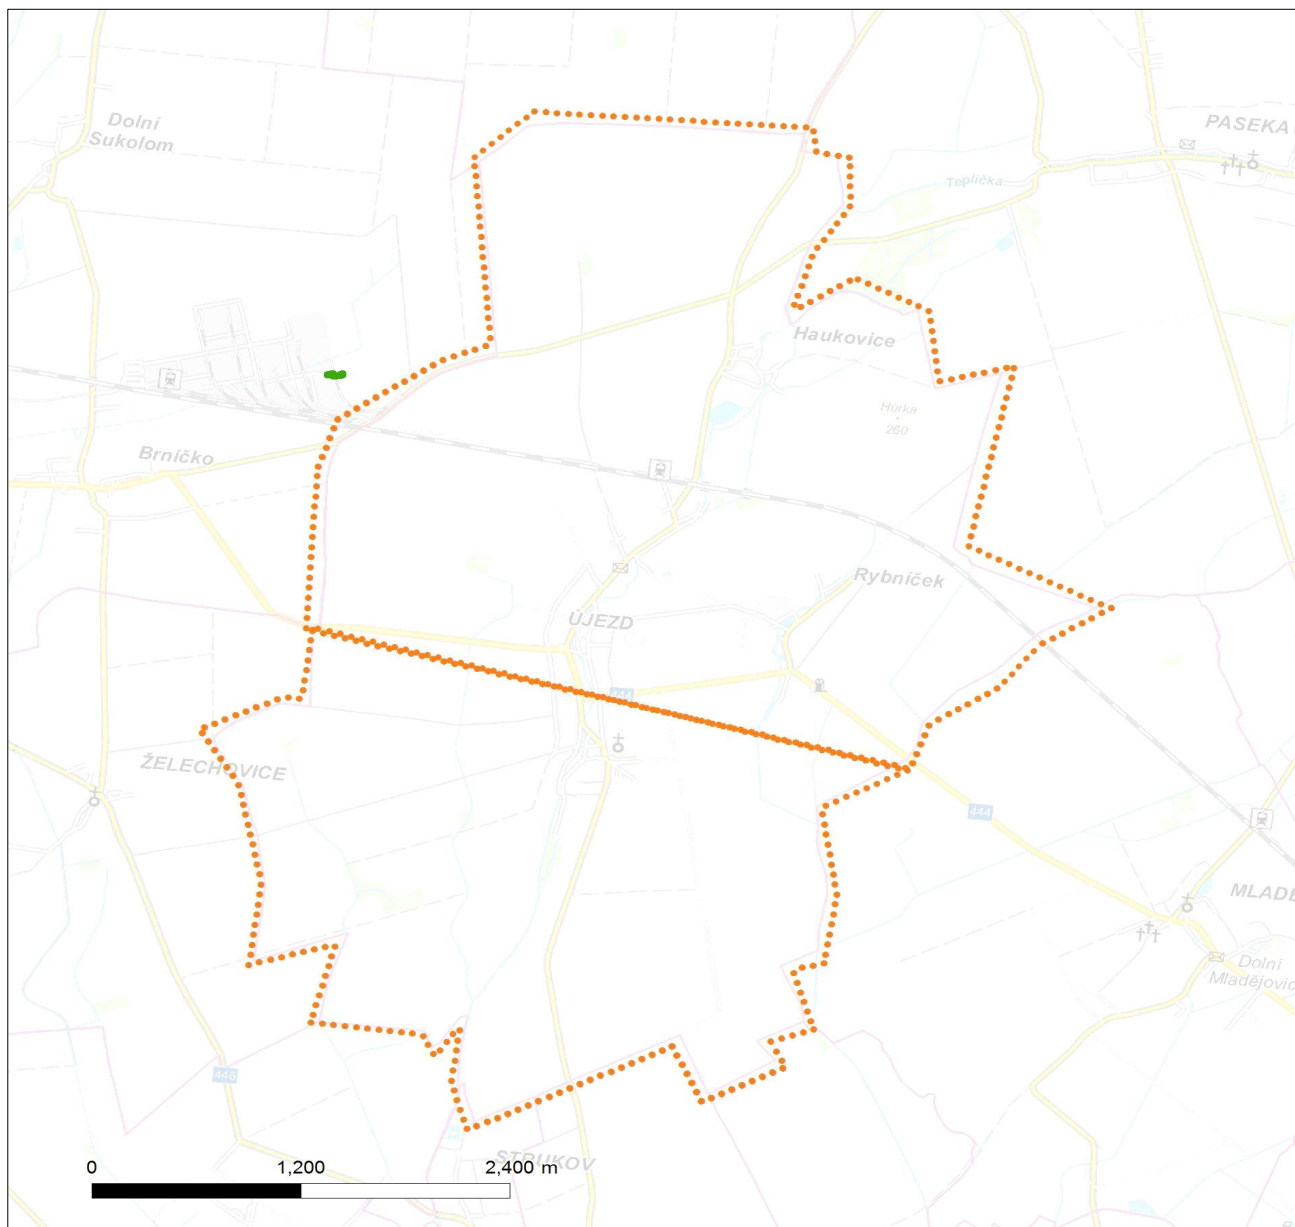 Dolní
Sukolom
PASEKA
Teplička
Haukovice
Hůrka
260
Brníčko
Rybníček
ÚJEZD
444
ŽELECHOVICE
444
MLADĚ
Dolní
Mladějovic
446
STRUKOV
0 1,200 2,400 m